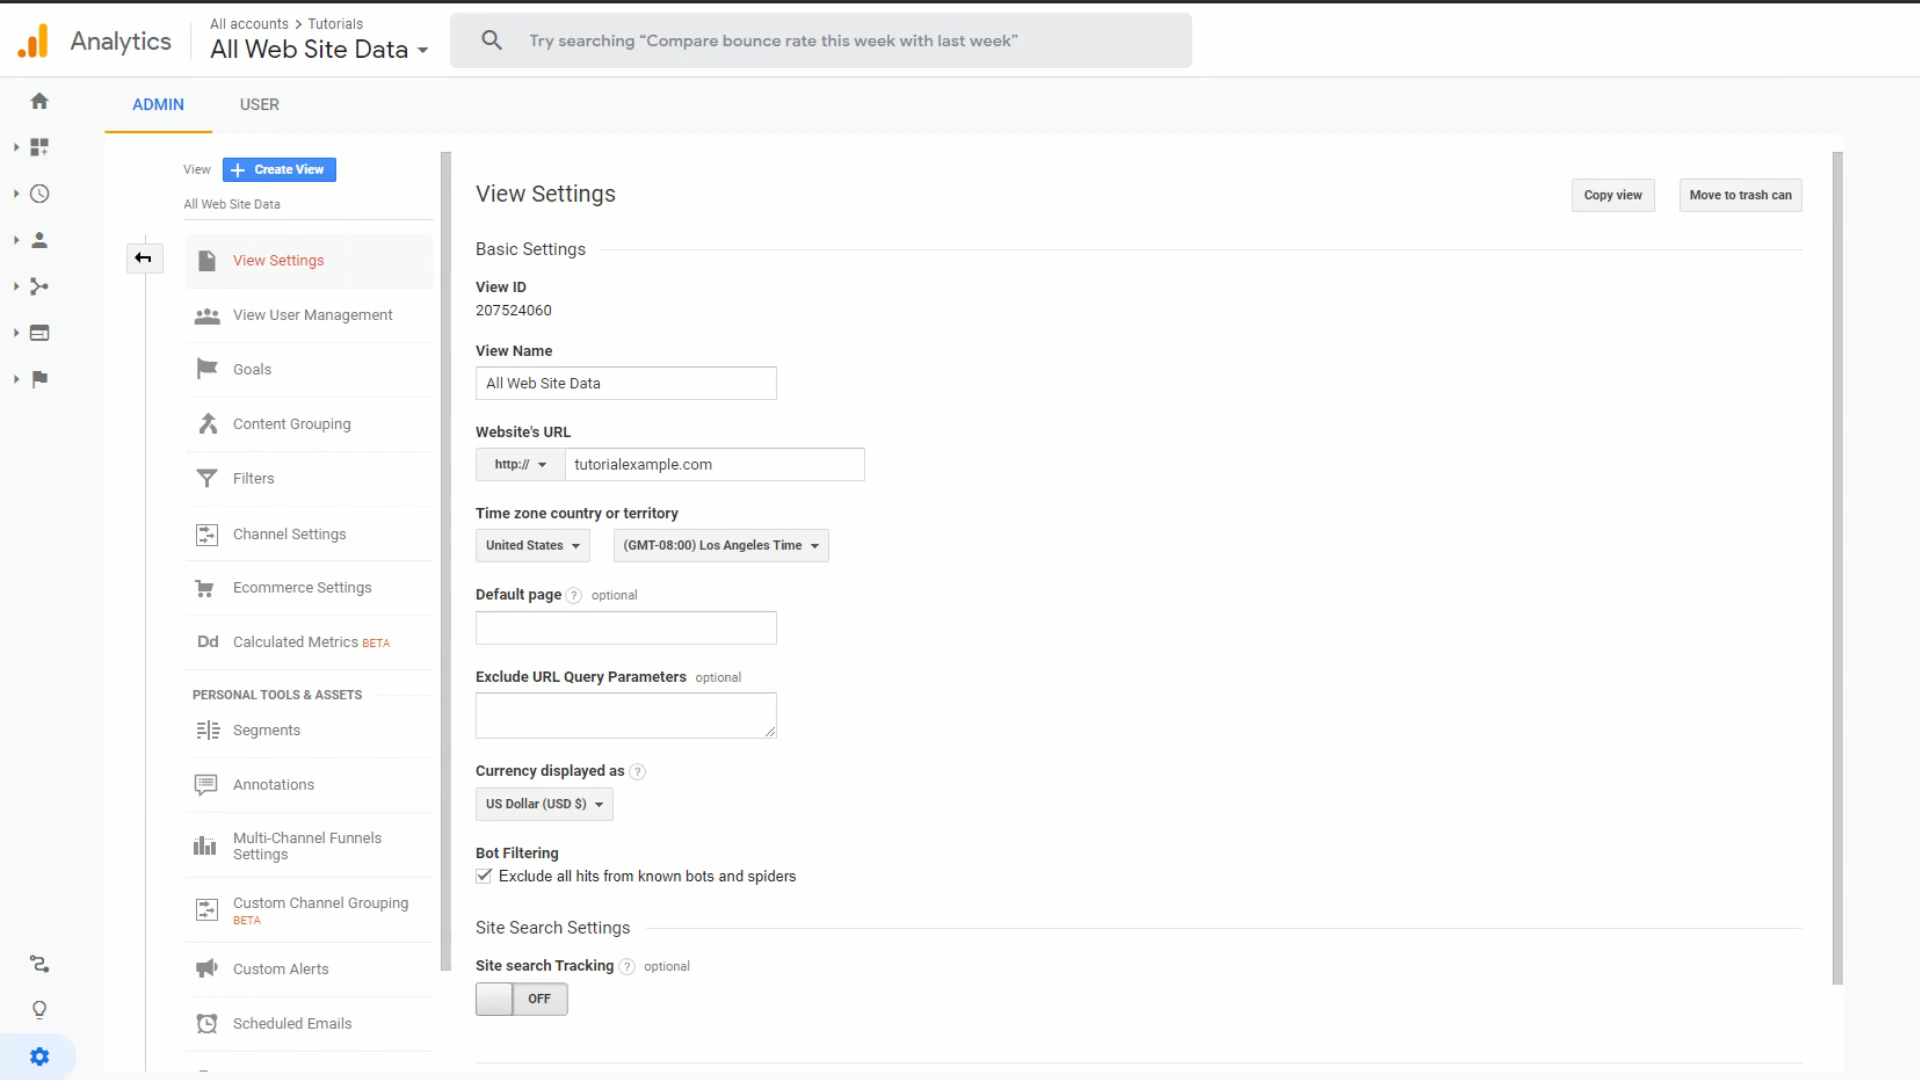 Analytics
All accounts > Tutorials
All Web Site Data
Try searching “Compare bounce rate this week with last week”
ADMIN
USER
View
+ Create View
All Web Site Data
View Settings
View User Management
Goals
Content Grouping
Filters
Channel Settings
Ecommerce Settings
Dd Calculated Metrics BETA
PERSONAL TOOLS & ASSETS
Segments
Annotations
Multi-Channel Funnels
Settings
Custom Channel Grouping
BETA
Custom Alerts
Scheduled Emails
View Settings
Copy view
Move to trash can
Basic Settings
View ID
207524060
View Name
All Web Site Data
Website's URL
http://
tutorialexample.com
Time zone country or territory
United States
(GMT-08:00) Los Angeles Time
Default page ? optional
Exclude URL Query Parameters optional
Currency displayed as ?
US Dollar (USD $)
Bot Filtering
Exclude all hits from known bots and spiders
Site Search Settings
Site search Tracking ? optional
OFF